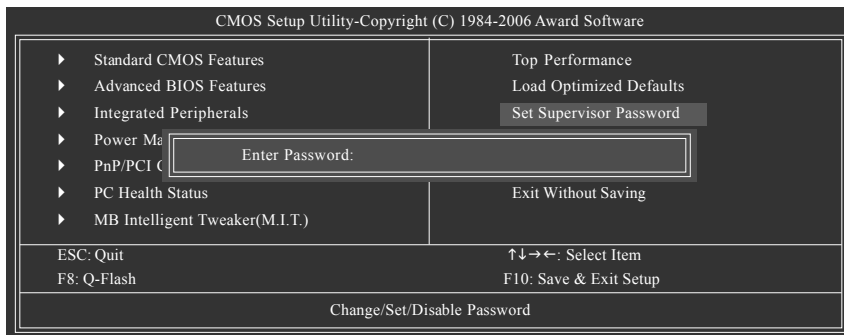 CMOS Setup Utility-Copyright (C) 1984-2006 Award Software
Standard CMOS Features
Advanced BIOS Features
Integrated Peripherals
Power Ma
PnP/PCI C
PC Health Status
MB Intelligent Tweaker(M.I.T.)
Top Performance
Load Optimized Defaults
Set Supervisor Password
Exit Without Saving
Enter Password:
ESC: Quit
F8: Q-Flash
↑↓→←: Select Item
F10: Save & Exit Setup
Change/Set/Disable Password